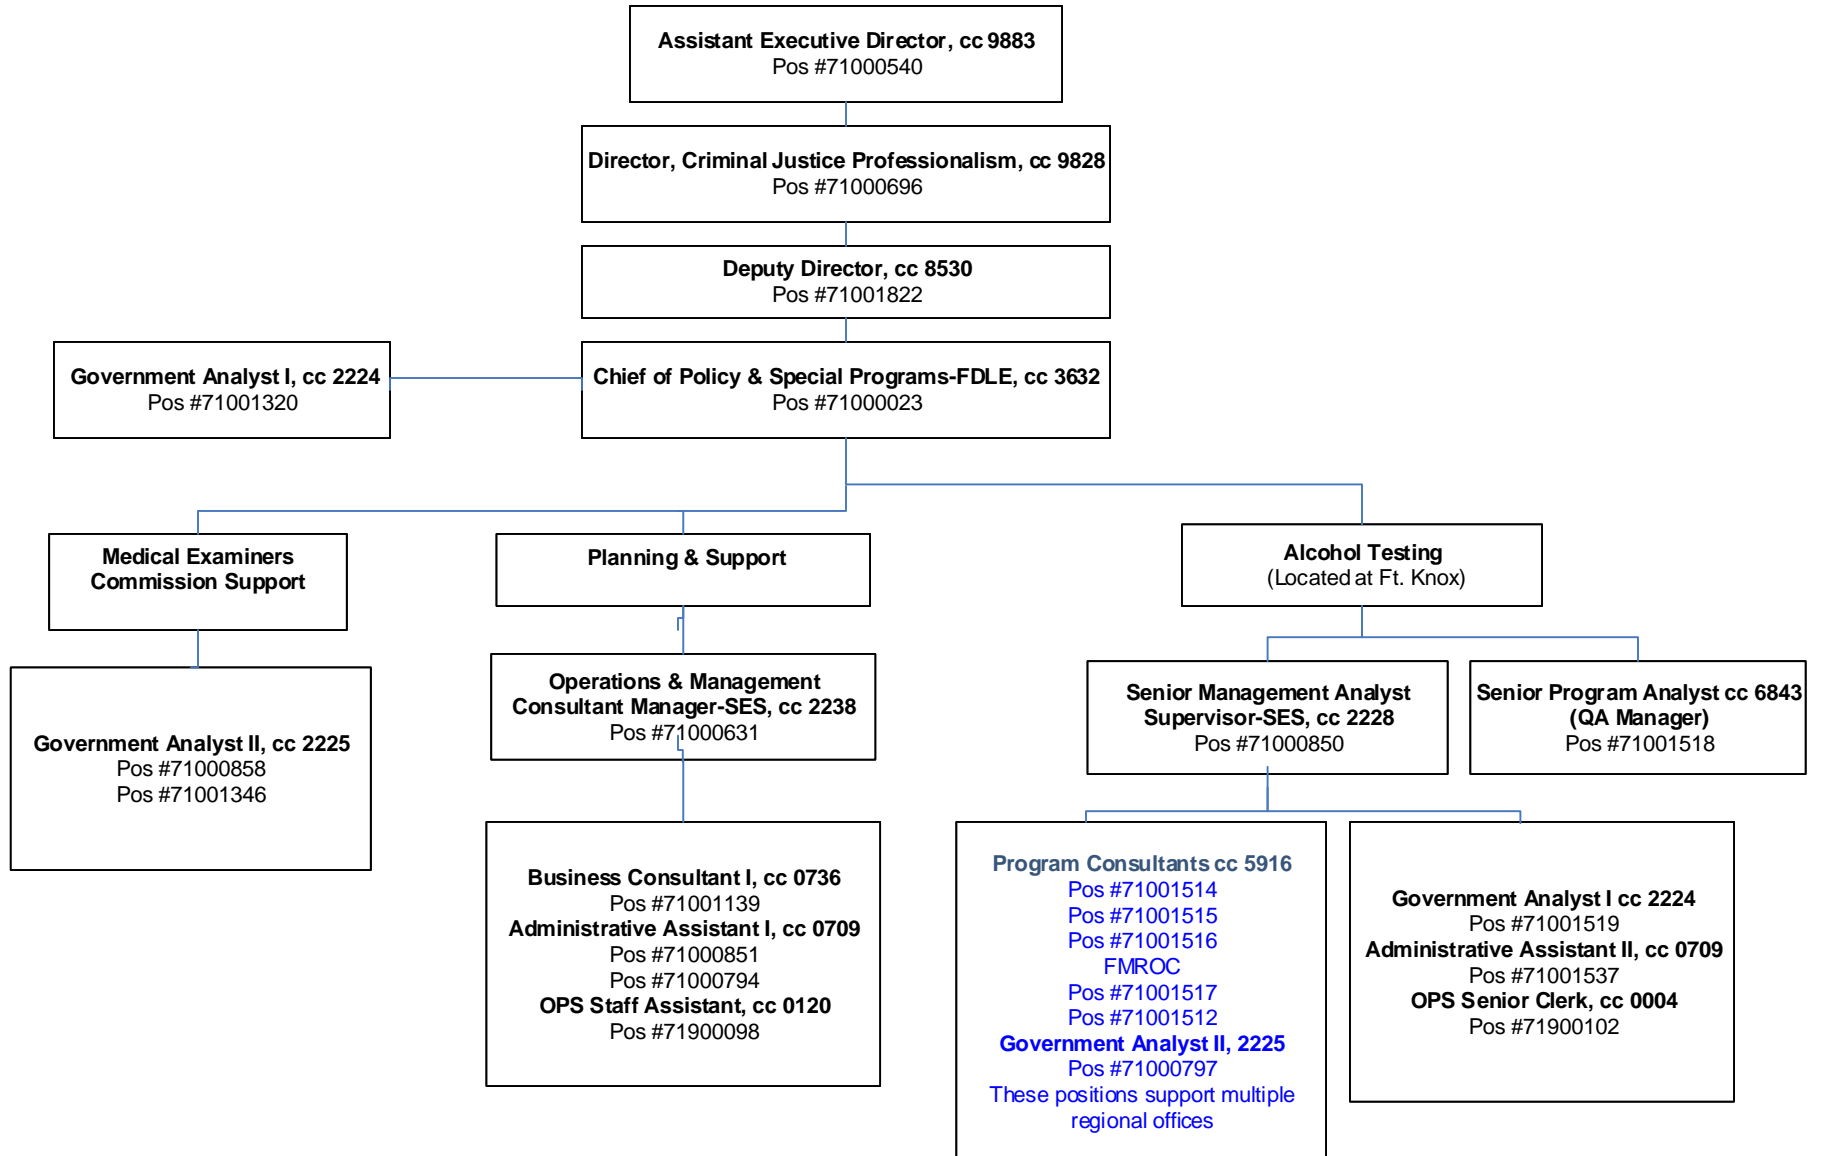 Assistant Executive Director, cc 9883
Pos #71000540
Director, Criminal Justice Professionalism, cc 9828
Pos #71000696
Deputy Director, cc 8530
Pos #71001822
Government Analyst I, cc 2224
Pos #71001320
Chief of Policy & Special Programs-FDLE, cc 3632
Pos #71000023
Medical Examiners
Commission Support
Planning & Support
Alcohol Testing
(Located at Ft. Knox)
Government Analyst II, cc 2225
Pos #71000858
Pos #71001346
Operations & Management
Consultant Manager-SES, cc 2238
Pos #71000631
Senior Management Analyst
Supervisor-SES, cc 2228
Pos #71000850
Senior Program Analyst cc 6843
(QA Manager)
Pos #71001518
Business Consultant I, cc 0736
Pos #71001139
Administrative Assistant I, cc 0709
Pos #71000851
Pos #71000794
OPS Staff Assistant, cc 0120
Pos #71900098
Program Consultants cc 5916
Pos #71001514
Pos #71001515
Pos #71001516
FMROC
Pos #71001517
Pos #71001512
Government Analyst II, 2225
Pos #71000797
These positions support multiple
regional offices
Government Analyst I cc 2224
Pos #71001519
Administrative Assistant II, cc 0709
Pos #71001537
OPS Senior Clerk, cc 0004
Pos #71900102